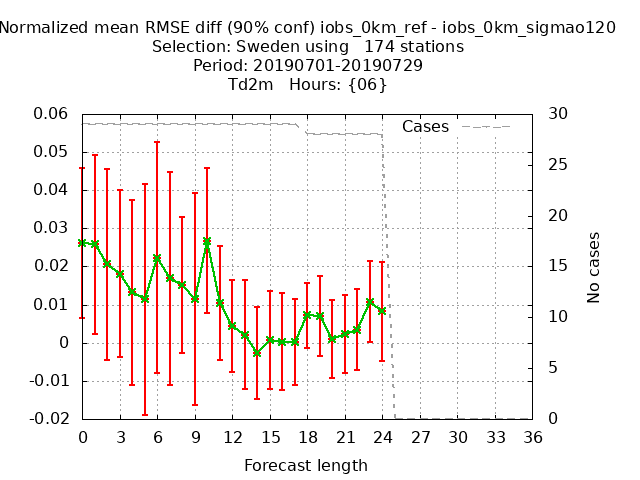 Normalized mean RMSE diff (90% conf) iobs_0km_ref - iobs_0km_sigmao120
Selection: Sweden using   174 stations
Period: 20190701-20190729
Td2m   Hours: {06}
Cases
0.06
0.05
0.04
0.03
0.02
0.01
0
-0.01
-0.02
30
25
20
15
10
5
0
No cases
0 3 6 9 12 15 18 21 24 27 30 33 36
Forecast length